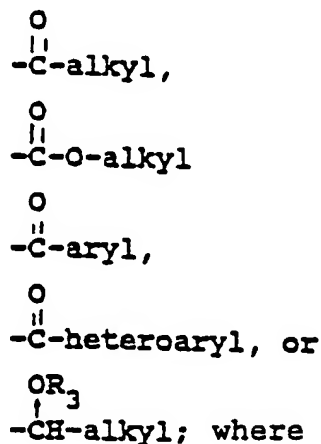 O
||
-C-alkyl,
O
||
-C-O-alkyl
O
||
-C-aryl,
O
||
-C-heteroaryl, or
OR3
-CH-alkyl; where